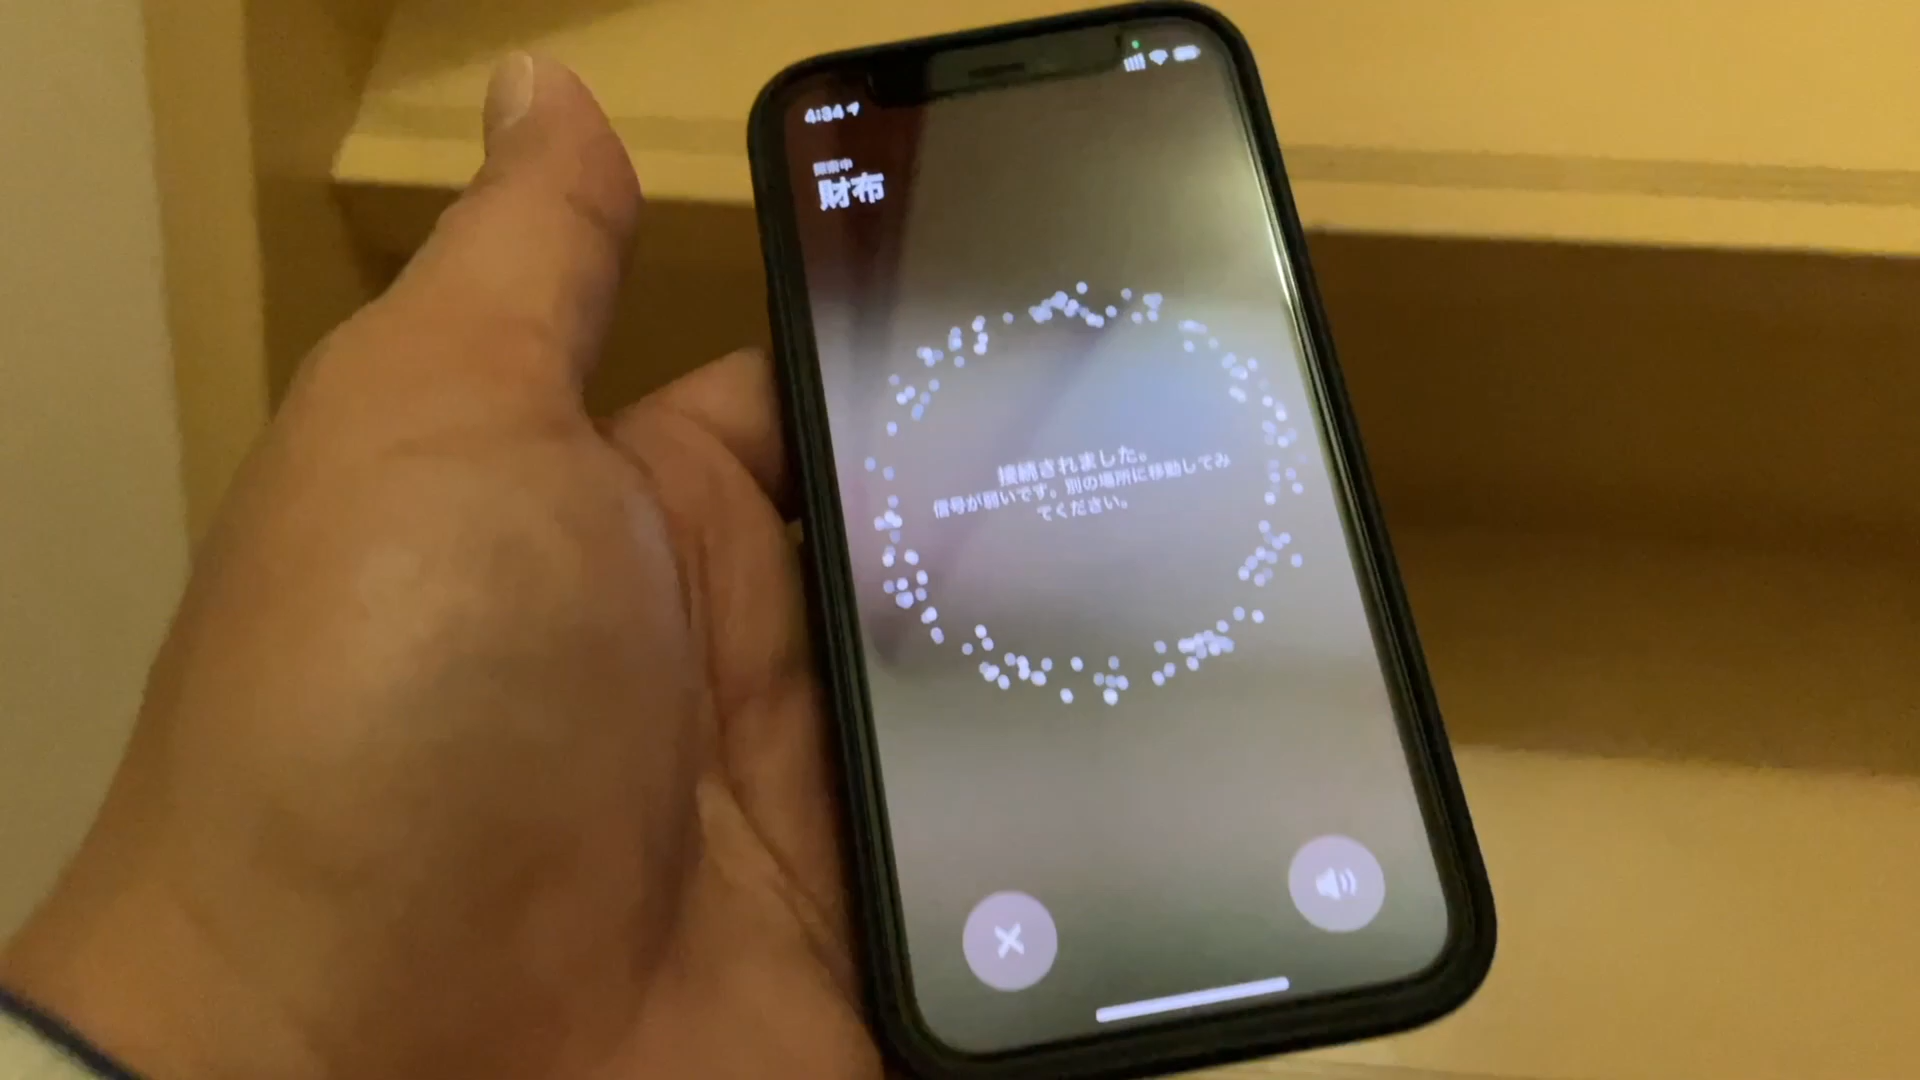 4:34
探索中
財布
接続されました。
信号が弱いです。別の場所に移動してみ
てください。